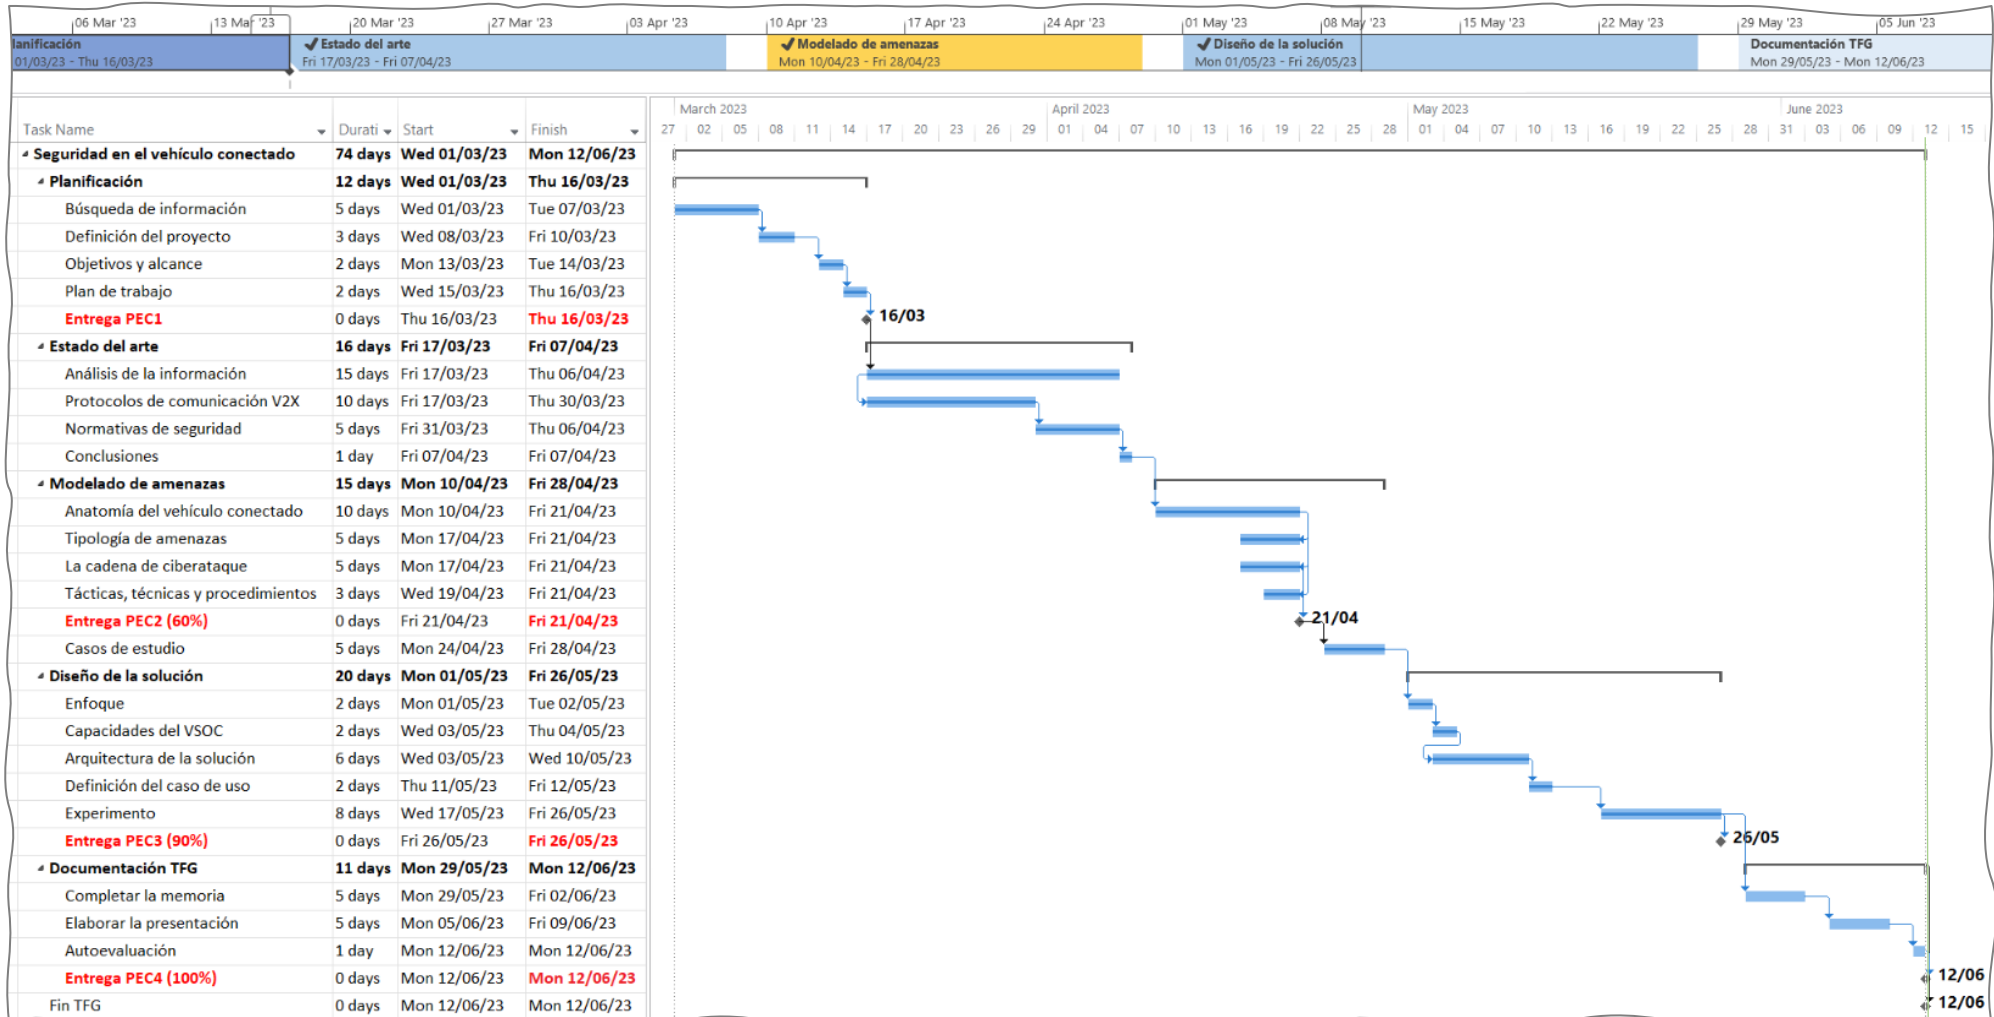 06 Mar '23 13 Mar '23 20 Mar '23 27 Mar '23 03 Apr '23 10 Apr '23 17 Apr '23 24 Apr '23 01 May '23 08 May '23 15 May '23 22 May '23 29 May '23 05 Jun '23
lanificación Estado del arte Modelado de amenazas Diseño de la solución Documentación TFG
01/03/23 - Thu 16/03/23 Fri 17/03/23 - Fri 07/04/23 Mon 10/04/23 - Fri 28/04/23 Mon 01/05/23 - Fri 26/05/23 Mon 29/05/23 - Mon 12/06/23
March 2023 April 2023 May 2023 June 2023
Task Name Durati Start Finish 27 02 05 08 11 14 17 20 23 26 29 01 04 07 10 13 16 19 22 25 28 01 04 07 10 13 16 19 22 25 28 31 03 06 09 12 15
Seguridad en el vehículo conectado 74 days Wed 01/03/23 Mon 12/06/23
Planificación 12 days Wed 01/03/23 Thu 16/03/23
Búsqueda de información 5 days Wed 01/03/23 Tue 07/03/23
Definición del proyecto 3 days Wed 08/03/23 Fri 10/03/23
Objetivos y alcance 2 days Mon 13/03/23 Tue 14/03/23
Plan de trabajo 2 days Wed 15/03/23 Thu 16/03/23
Entrega PEC1 0 days Thu 16/03/23 Thu 16/03/23 16/03
Estado del arte 16 days Fri 17/03/23 Fri 07/04/23
Análisis de la información 15 days Fri 17/03/23 Thu 06/04/23
Protocolos de comunicación V2X 10 days Fri 17/03/23 Thu 30/03/23
Normativas de seguridad 5 days Fri 31/03/23 Thu 06/04/23
Conclusiones 1 day Fri 07/04/23 Fri 07/04/23
Modelado de amenazas 15 days Mon 10/04/23 Fri 28/04/23
Anatomía del vehículo conectado 10 days Mon 10/04/23 Fri 21/04/23
Tipología de amenazas 5 days Mon 17/04/23 Fri 21/04/23
La cadena de ciberataque 5 days Mon 17/04/23 Fri 21/04/23
Tácticas, técnicas y procedimientos 3 days Wed 19/04/23 Fri 21/04/23
Entrega PEC2 (60%) 0 days Fri 21/04/23 Fri 21/04/23 21/04
Casos de estudio 5 days Mon 24/04/23 Fri 28/04/23
Diseño de la solución 20 days Mon 01/05/23 Fri 26/05/23
Enfoque 2 days Mon 01/05/23 Tue 02/05/23
Capacidades del VSOC 2 days Wed 03/05/23 Thu 04/05/23
Arquitectura de la solución 6 days Wed 03/05/23 Wed 10/05/23
Definición del caso de uso 2 days Thu 11/05/23 Fri 12/05/23
Experimento 8 days Wed 17/05/23 Fri 26/05/23
Entrega PEC3 (90%) 0 days Fri 26/05/23 Fri 26/05/23 26/05
Documentación TFG 11 days Mon 29/05/23 Mon 12/06/23
Completar la memoria 5 days Mon 29/05/23 Fri 02/06/23
Elaborar la presentación 5 days Mon 05/06/23 Fri 09/06/23
Autoevaluación 1 day Mon 12/06/23 Mon 12/06/23
Entrega PEC4 (100%) 0 days Mon 12/06/23 Mon 12/06/23 12/06
Fin TFG 0 days Mon 12/06/23 Mon 12/06/23 12/06